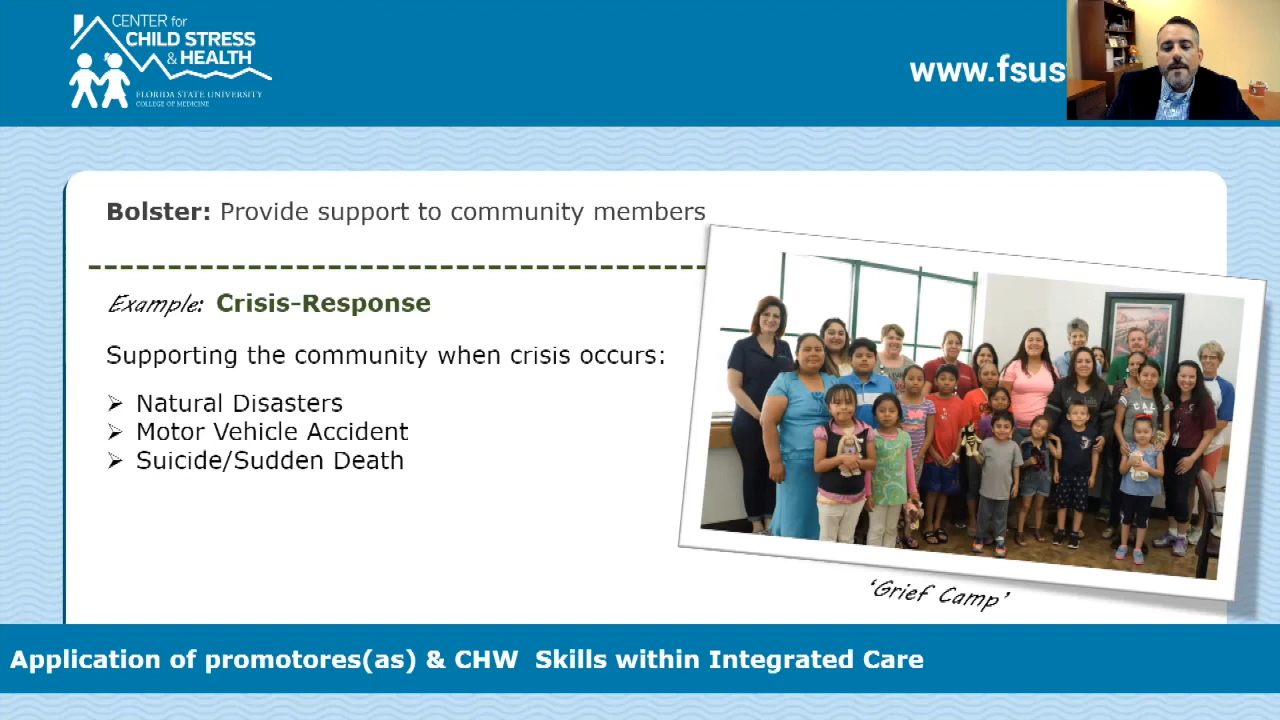 CENTER for
CHILD STRESS
& HEALTH
FLORIDA STATE UNIVERSITY
COLLEGE OF MEDICINE
www.fsus
Bolster: Provide support to community members
Example: Crisis-Response
Supporting the community when crisis occurs:
➢ Natural Disasters
➢ Motor Vehicle Accident
➢ Suicide/Sudden Death
'Grief Camp'
Application of promotores(as) & CHW Skills within Integrated Care